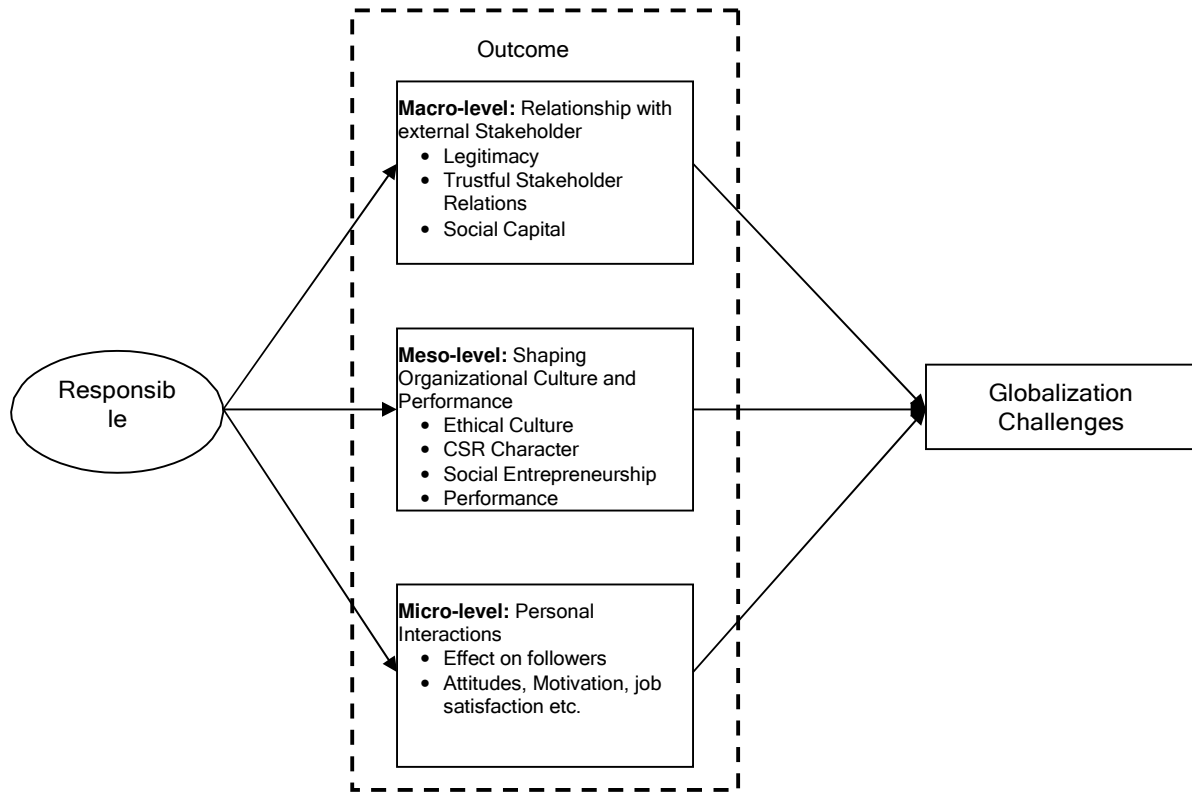 Outcome
Macro-level: Relationship with
external Stakeholder
• Legitimacy
• Trustful Stakeholder
Relations
• Social Capital
Meso-level: Shaping
Organizational Culture and
Performance
• Ethical Culture
• CSR Character
• Social Entrepreneurship
• Performance
Micro-level: Personal
Interactions
• Effect on followers
• Attitudes, Motivation, job
satisfaction etc.
Responsib
le
Globalization
Challenges